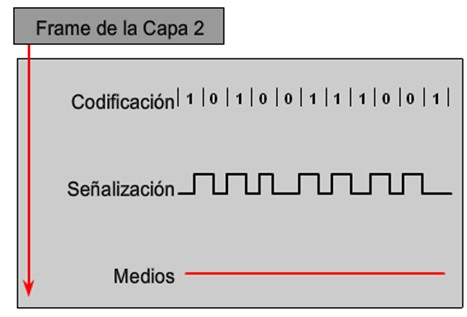 Frame de la Capa 2
Codificación | 1 | 0 | 1 | 0 | 0 | 1 | 1 | 1 | 0 | 0 | 1 |
Señalización
Medios